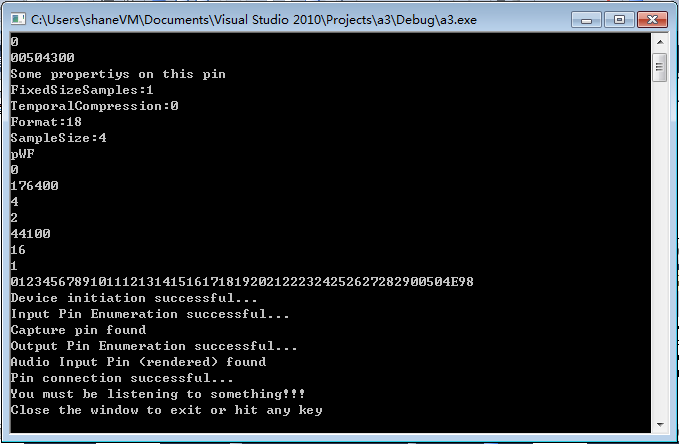 C:\Users\shaneVM\Documents\Visual Studio 2010\Projects\a3\Debug\a3.exe
0
00504300
Some propertiys on this pin
FixedSizeSamples:1
TemporalCompression:0
Format:18
SampleSize:4
pWF
0
176400
4
2
44100
16
1
0123456789101112131415161718192021222324252627282900504E98
Device initiation successful...
Input Pin Enumeration successful...
Capture pin found
Output Pin Enumeration successful...
Audio Input Pin (rendered) found
Pin connection successful...
You must be listening to something!!!
Close the window to exit or hit any key